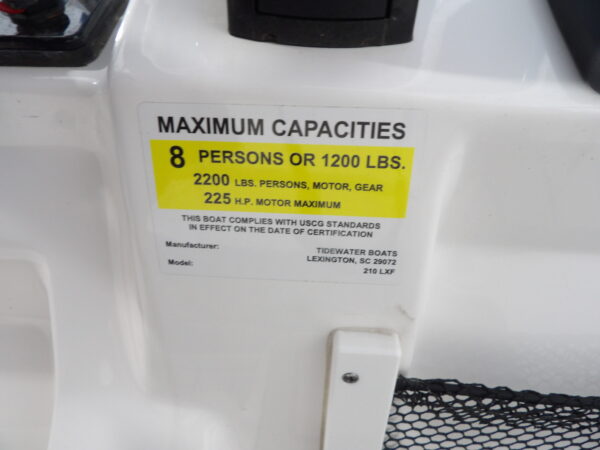 MAXIMUM CAPACITIES
8 PERSONS OR 1200 LBS.
2200 LBS. PERSONS, MOTOR, GEAR
225 H.P. MOTOR MAXIMUM
THIS BOAT COMPLIES WITH USCG STANDARDS
IN EFFECT ON THE DATE OF CERTIFICATION
Manufacturer: TIDEWATER BOATS
LEXINGTON, SC 29072
Model: 210 LXF